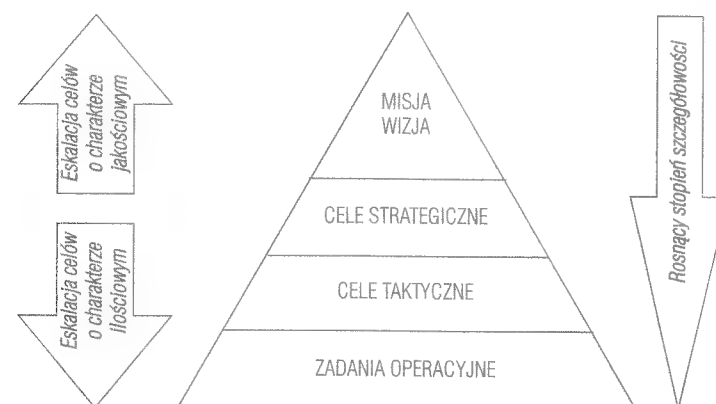 Eskalacja celów
o charakterze
jakościowym
Eskalacja celów
o charakterze
ilościowym
MISJA
WIZJA
CELE STRATEGICZNE
CELE TAKTYCZNE
ZADANIA OPERACYJNE
Rosnący stopień szczegółowości